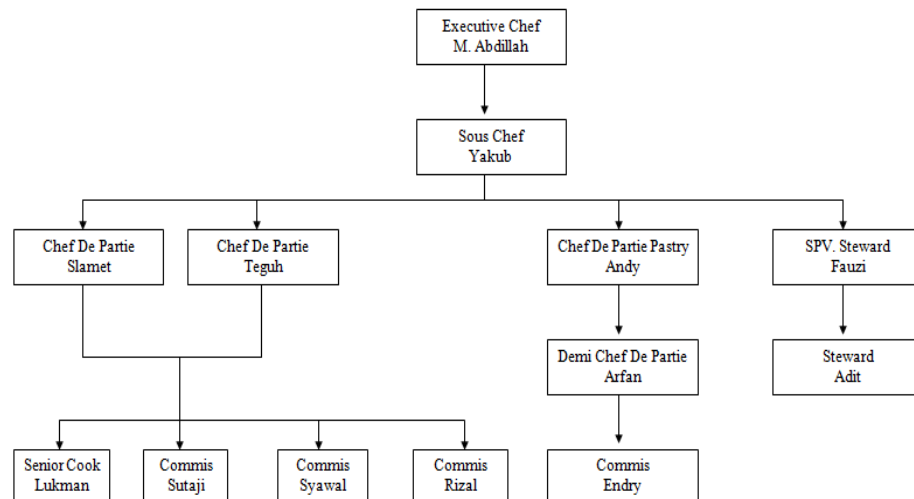 Executive Chef
M. Abdillah
Sous Chef
Yakub
Chef De Partie
Slamet
Chef De Partie
Teguh
Chef De Partie Pastry
Andy
SPV. Steward
Fauzi
Demi Chef De Partie
Arfan
Steward
Adit
Senior Cook
Lukman
Commis
Sutaji
Commis
Syawal
Commis
Rizal
Commis
Endry